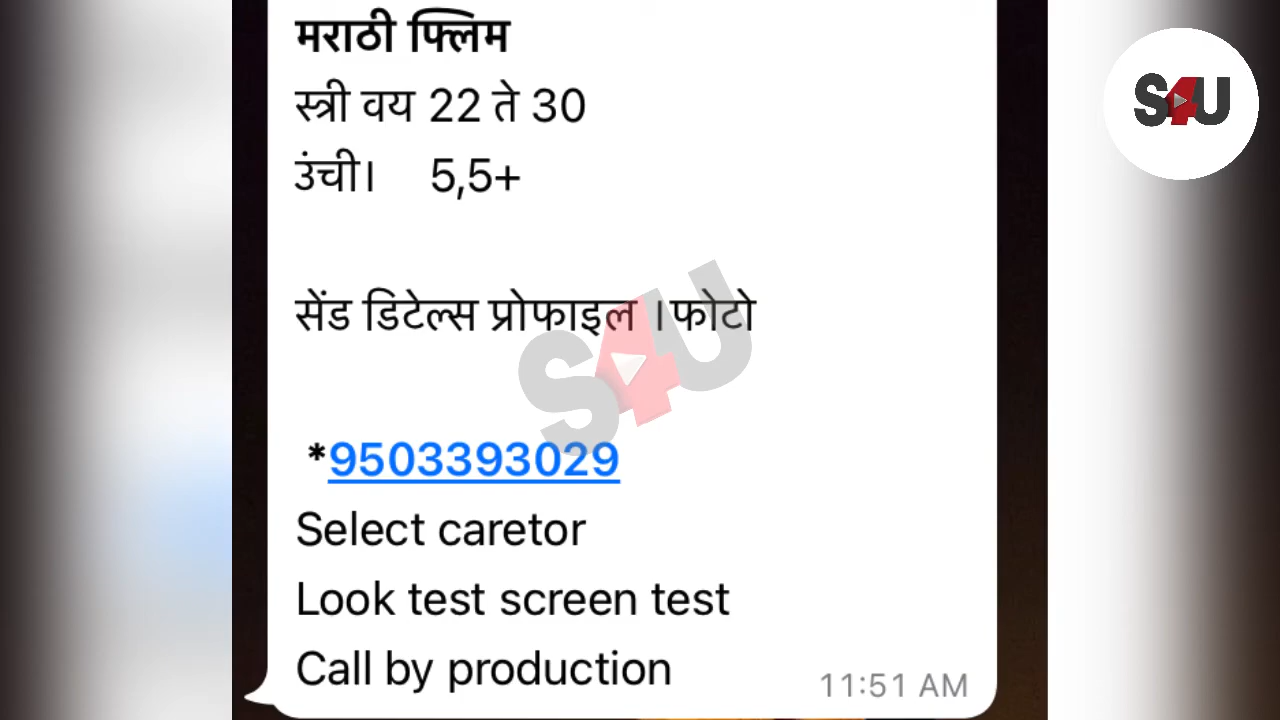 मराठी फ्लिम
स्त्री वय 22 ते 30
उंची। 5,5+
सेंड डिटेल्स प्रोफाइल ।फोटो
*9503393029
Select caretor
Look test screen test
Call by production
11:51 AM
S4U
S4U